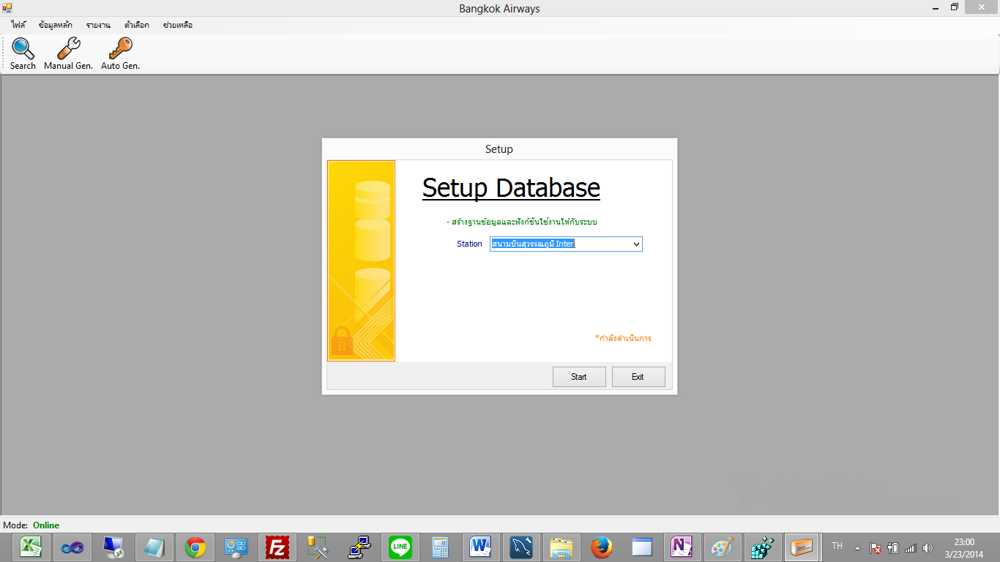 Bangkok Airways
ไฟล์ ข้อมูลหลัก รายงาน ตัวเลือก ช่วยเหลือ
Search Manual Gen. Auto Gen.
Setup
Setup Database
- สร้างฐานข้อมูลและฟังก์ชันใช้งานให้กับระบบ
Station สนามบินสุวรรณภูมิ Inter
*กำลังดำเนินการ
Start Exit
Mode: Online
LINE
TH
23:00
3/23/2014